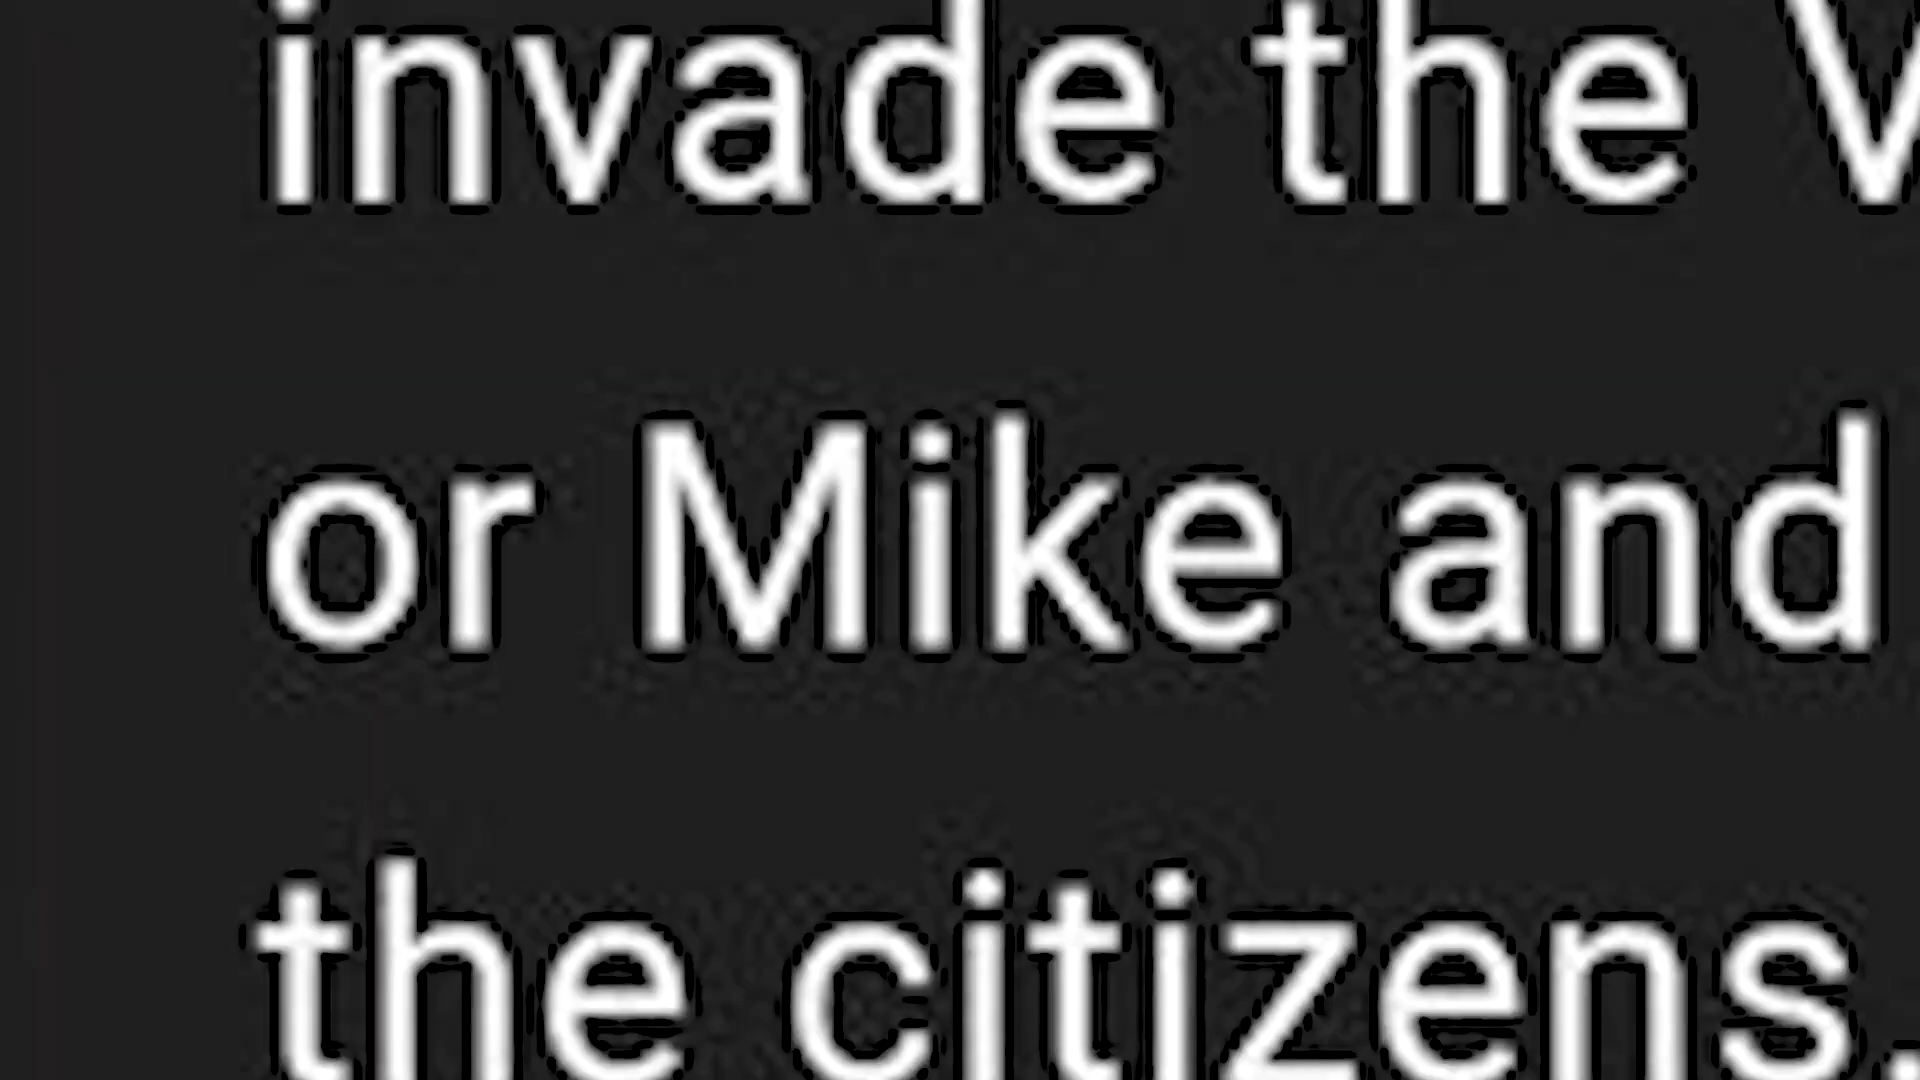 invade the V
or Mike and
the citizens.